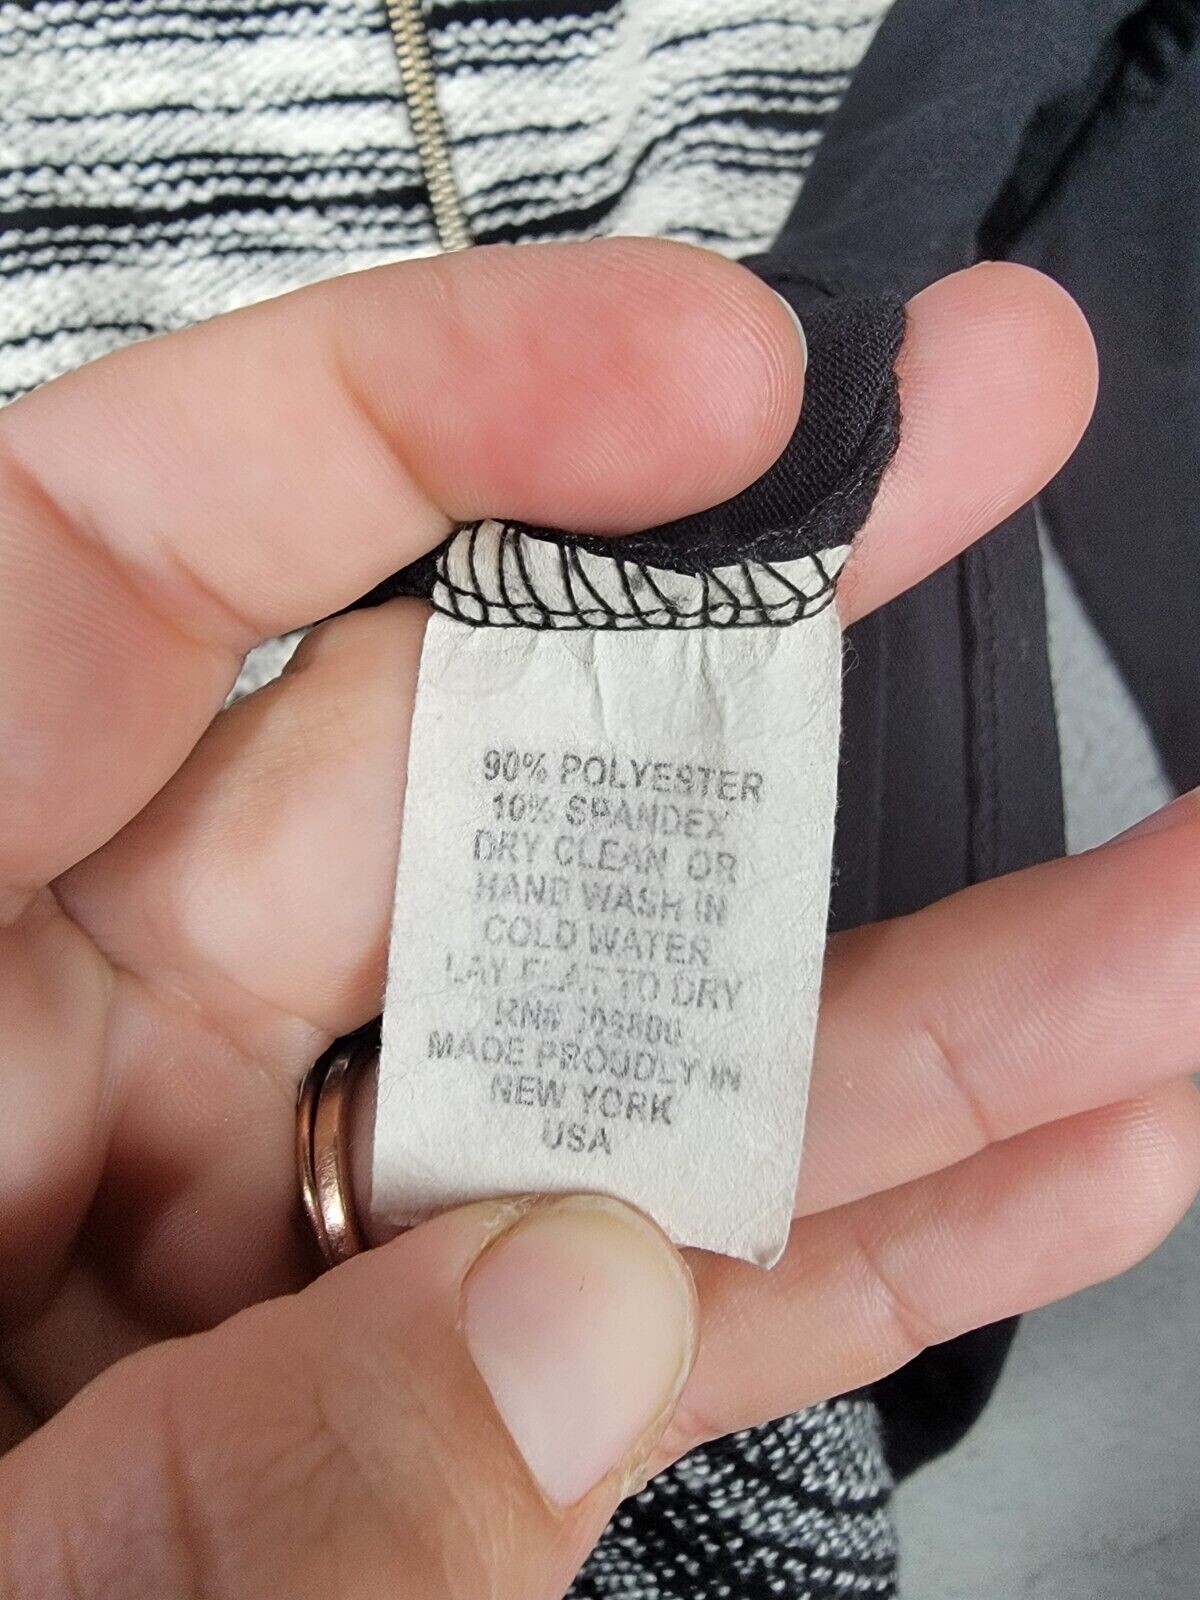 90% POLYESTER
10% SPANDEX
DRY CLEAN OR
HAND WASH IN
COLD WATER
LAY FLAT TO DRY
RN#
MADE PROUDLY IN
NEW YORK
USA